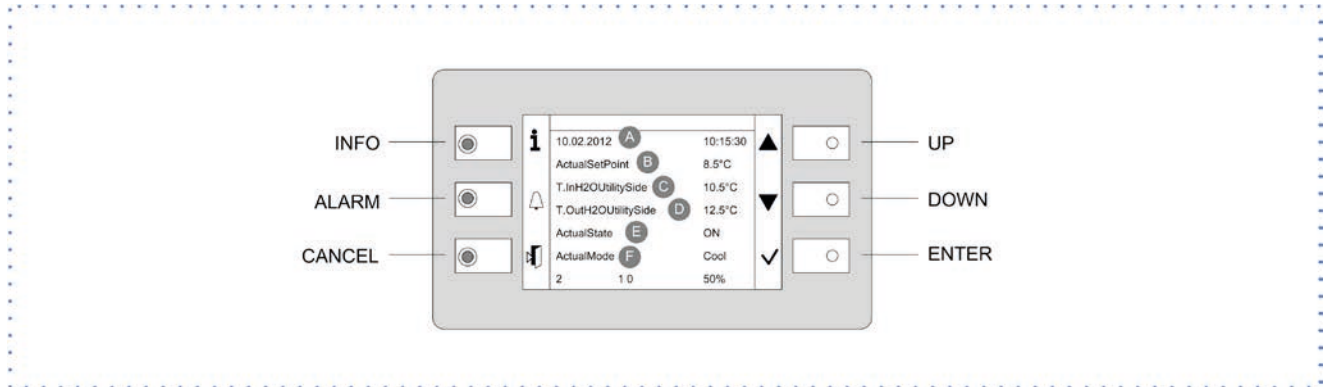 INFO
ALARM
CANCEL
i
10.02.2012 A 10:15:30
ActualSetPoint B 8.5°C
T.InH2OUtilitySide C 10.5°C
T.OutH2OUtilitySide D 12.5°C
ActualState E ON
ActualMode F Cool
2 1 0 50%
UP
DOWN
ENTER